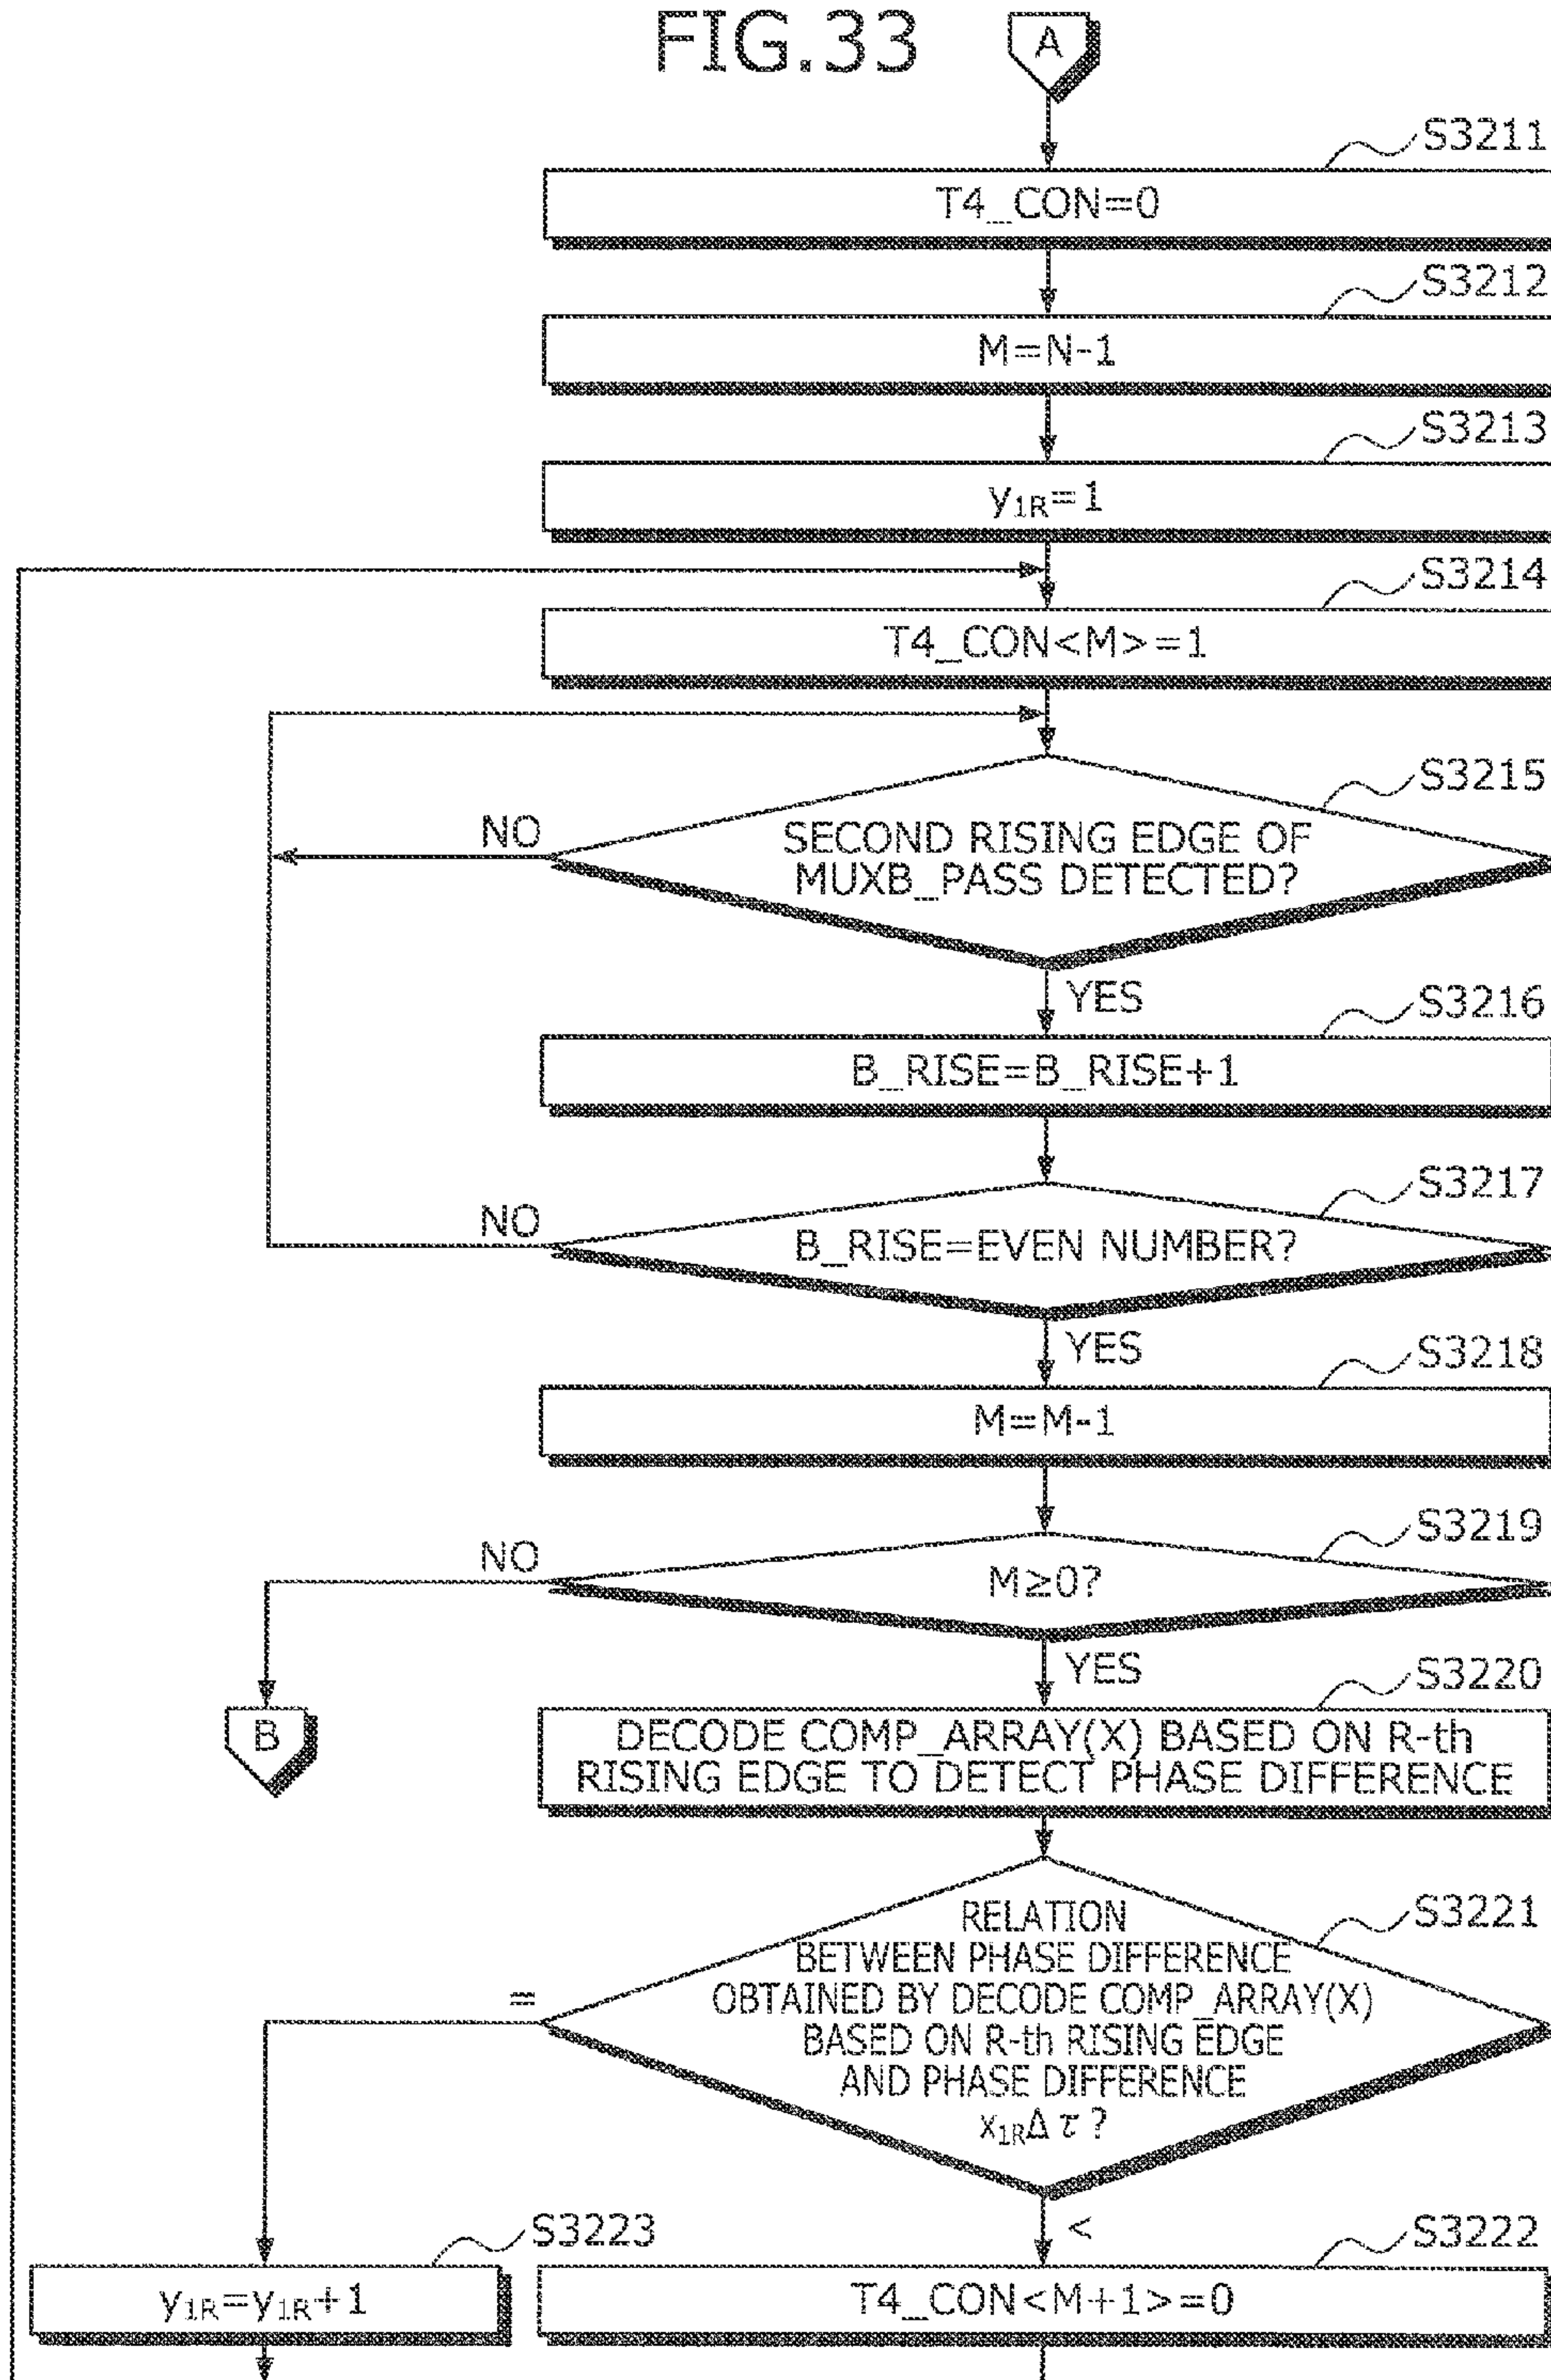 FIG.33
A
S3211
T4_CON=0
S3212
M=N-1
S3213
y1R=1
S3214
T4_CON<M>=1
S3215
NO
SECOND RISING EDGE OF
MUXB_PASS DETECTED?
YES
S3216
B_RISE=B_RISE+1
S3217
NO
B_RISE=EVEN NUMBER?
YES
S3218
M=M-1
S3219
NO
M≥0?
YES
S3220
B
DECODE COMP_ARRAY(X) BASED ON R-th
RISING EDGE TO DETECT PHASE DIFFERENCE
S3221
RELATION
BETWEEN PHASE DIFFERENCE
=
OBTAINED BY DECODE COMP_ARRAY(X)
BASED ON R-th RISING EDGE
AND PHASE DIFFERENCE
x1RΔτ?
<
S3223
S3222
y1R=y1R+1
T4_CON<M+1>=0